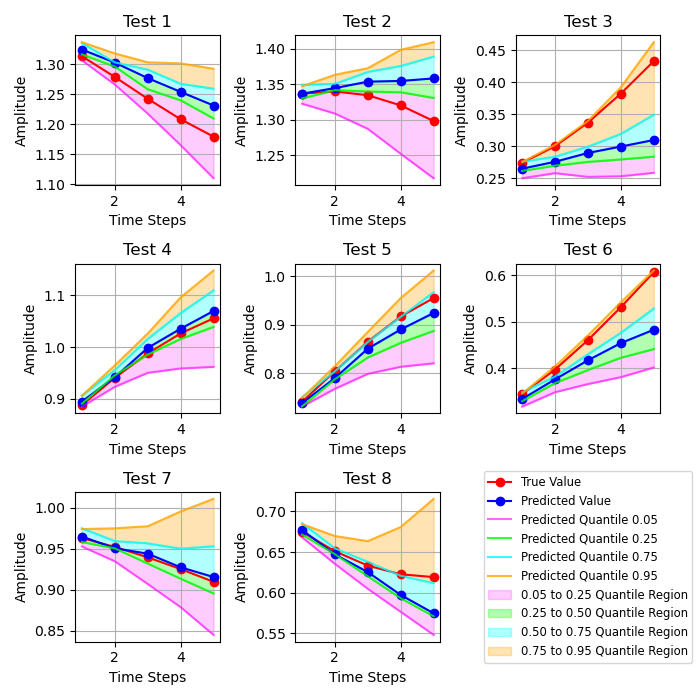 Test 1
Test 2
Test 3
Amplitude
1.30
1.25
1.20
1.15
1.10
2
4
Time Steps
Amplitude
1.40
1.35
1.30
1.25
2
4
Time Steps
Amplitude
0.45
0.40
0.35
0.30
0.25
2
4
Time Steps
Test 4
Test 5
Test 6
Amplitude
1.1
1.0
0.9
2
4
Time Steps
Amplitude
1.0
0.9
0.8
2
4
Time Steps
Amplitude
0.6
0.5
0.4
2
4
Time Steps
Test 7
Test 8
Amplitude
1.00
0.95
0.90
0.85
2
4
Time Steps
Amplitude
0.70
0.65
0.60
0.55
2
4
Time Steps
True Value
Predicted Value
Predicted Quantile 0.05
Predicted Quantile 0.25
Predicted Quantile 0.75
Predicted Quantile 0.95
0.05 to 0.25 Quantile Region
0.25 to 0.50 Quantile Region
0.50 to 0.75 Quantile Region
0.75 to 0.95 Quantile Region